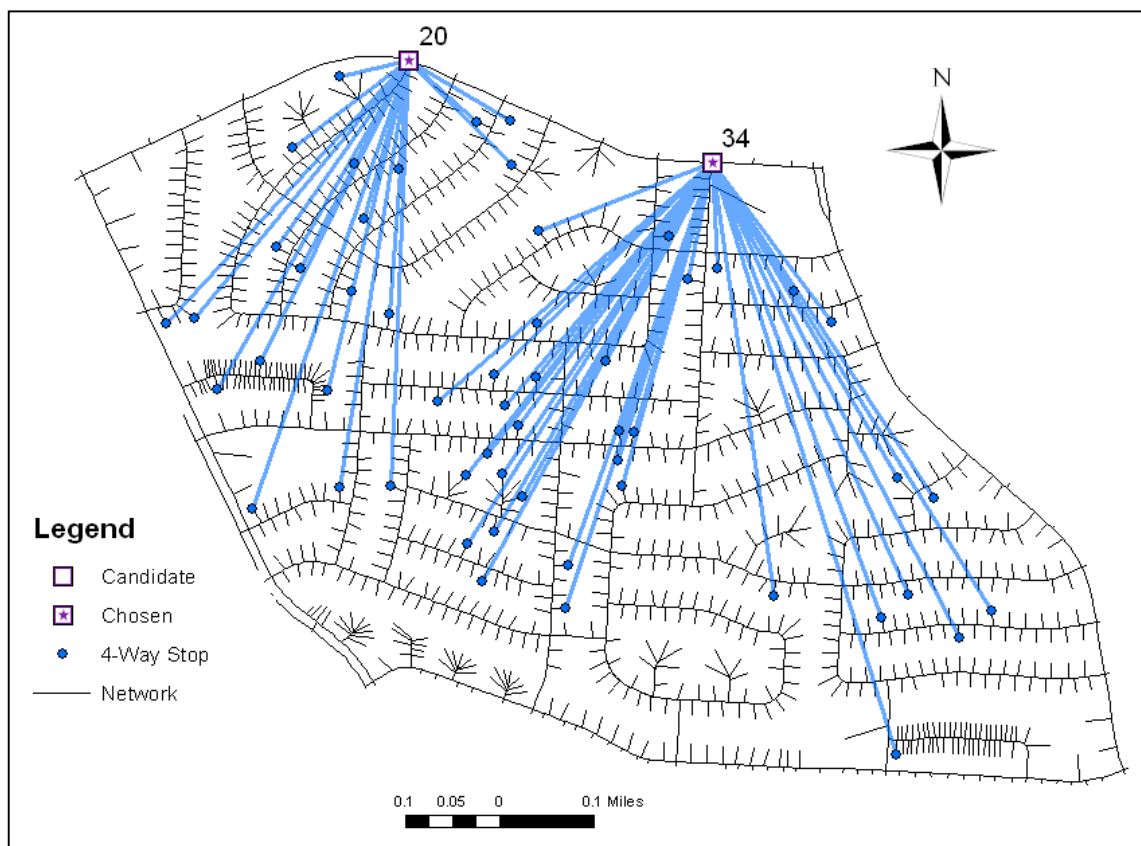 20
34
N
Legend
Candidate
Chosen
4-Way Stop
Network
0.1 0.05 0 0.1 Miles